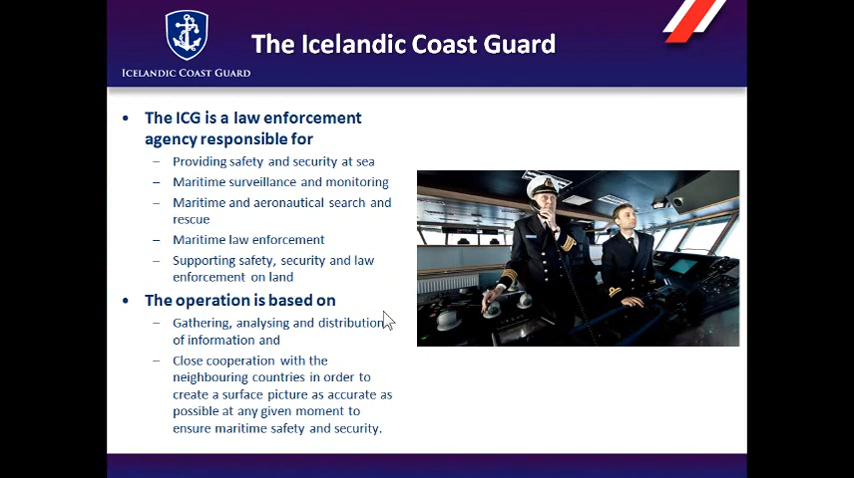 The Icelandic Coast Guard
ICELANDIC COAST GUARD
• The ICG is a law enforcement
agency responsible for
– Providing safety and security at sea
– Maritime surveillance and monitoring
– Maritime and aeronautical search and
rescue
– Maritime law enforcement
– Supporting safety, security and law
enforcement on land
• The operation is based on
– Gathering, analysing and distribution
of information and
– Close cooperation with the
neighbouring countries in order to
create a surface picture as accurate as
possible at any given moment to
ensure maritime safety and security.